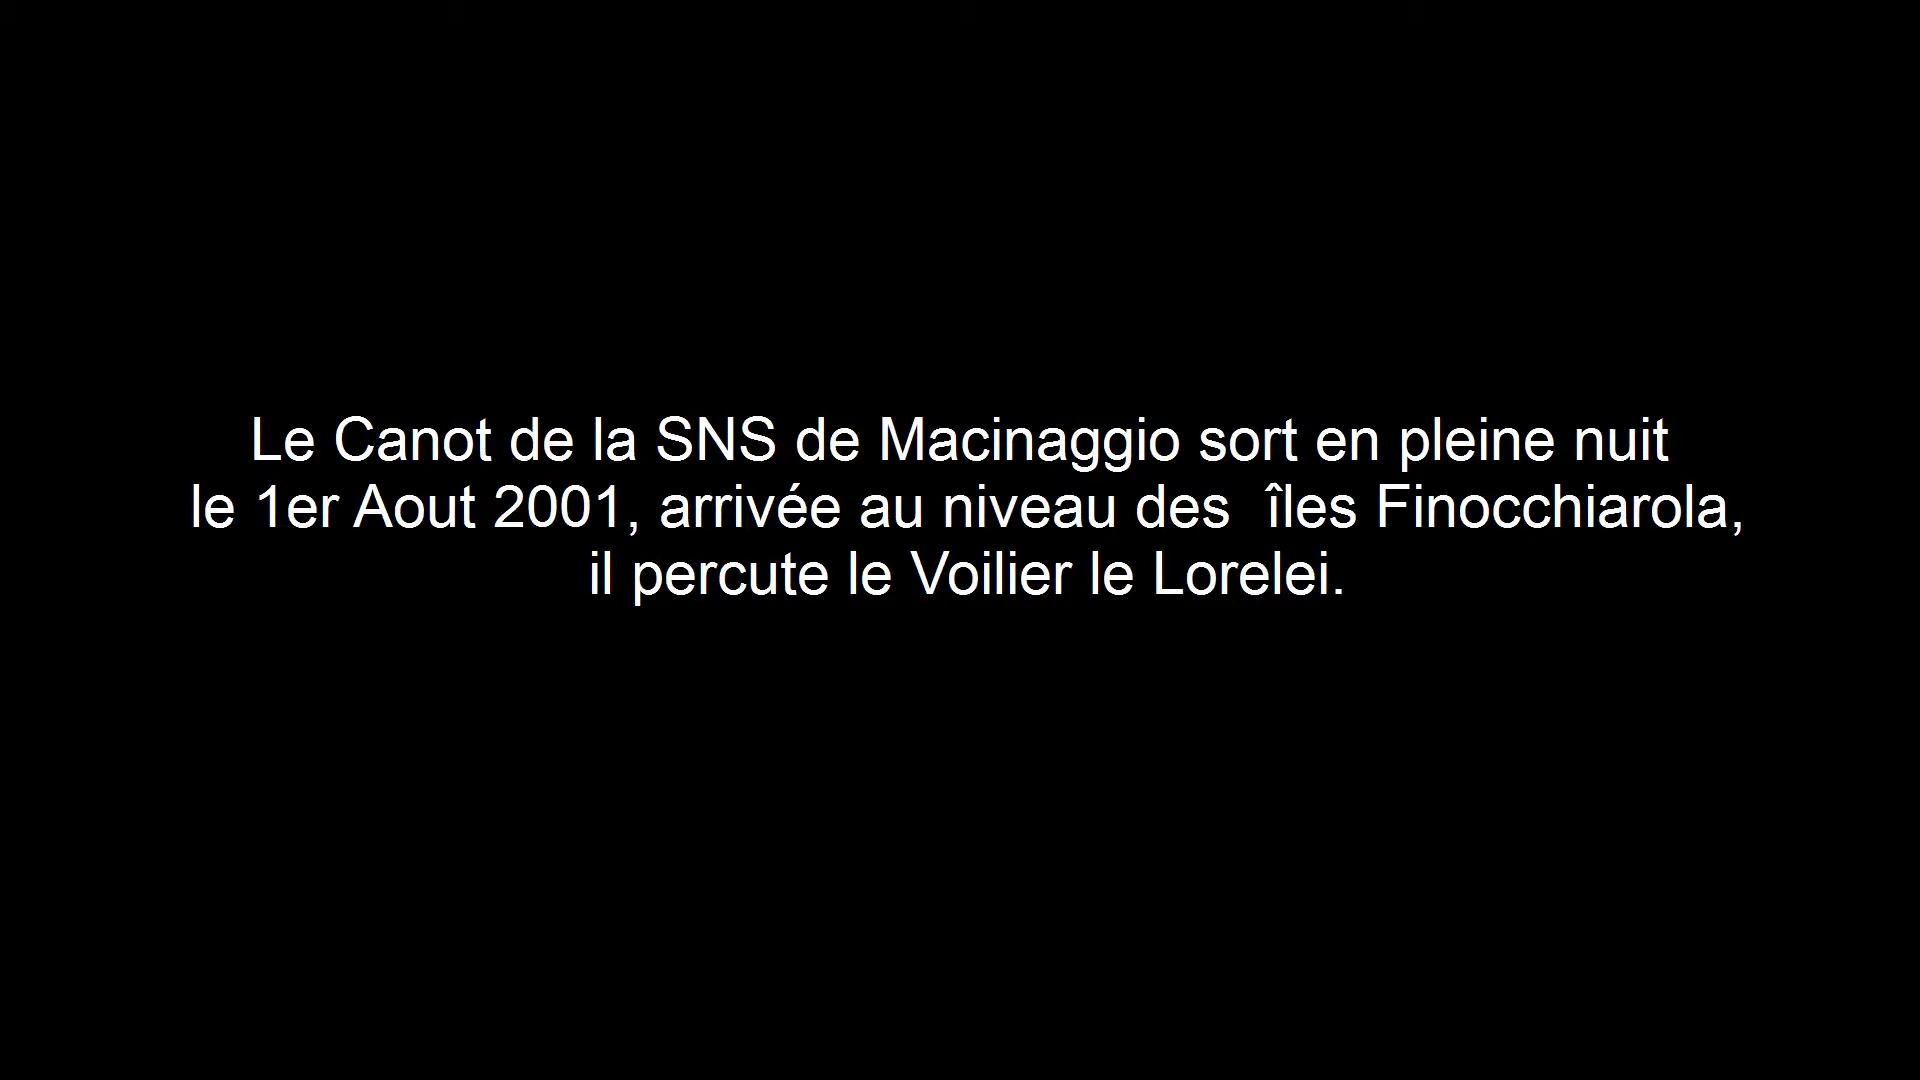 Le Canot de la SNS de Macinaggio sort en pleine nuit
le 1er Aout 2001, arrivée au niveau des  îles Finocchiarola,
il percute le Voilier le Lorelei.